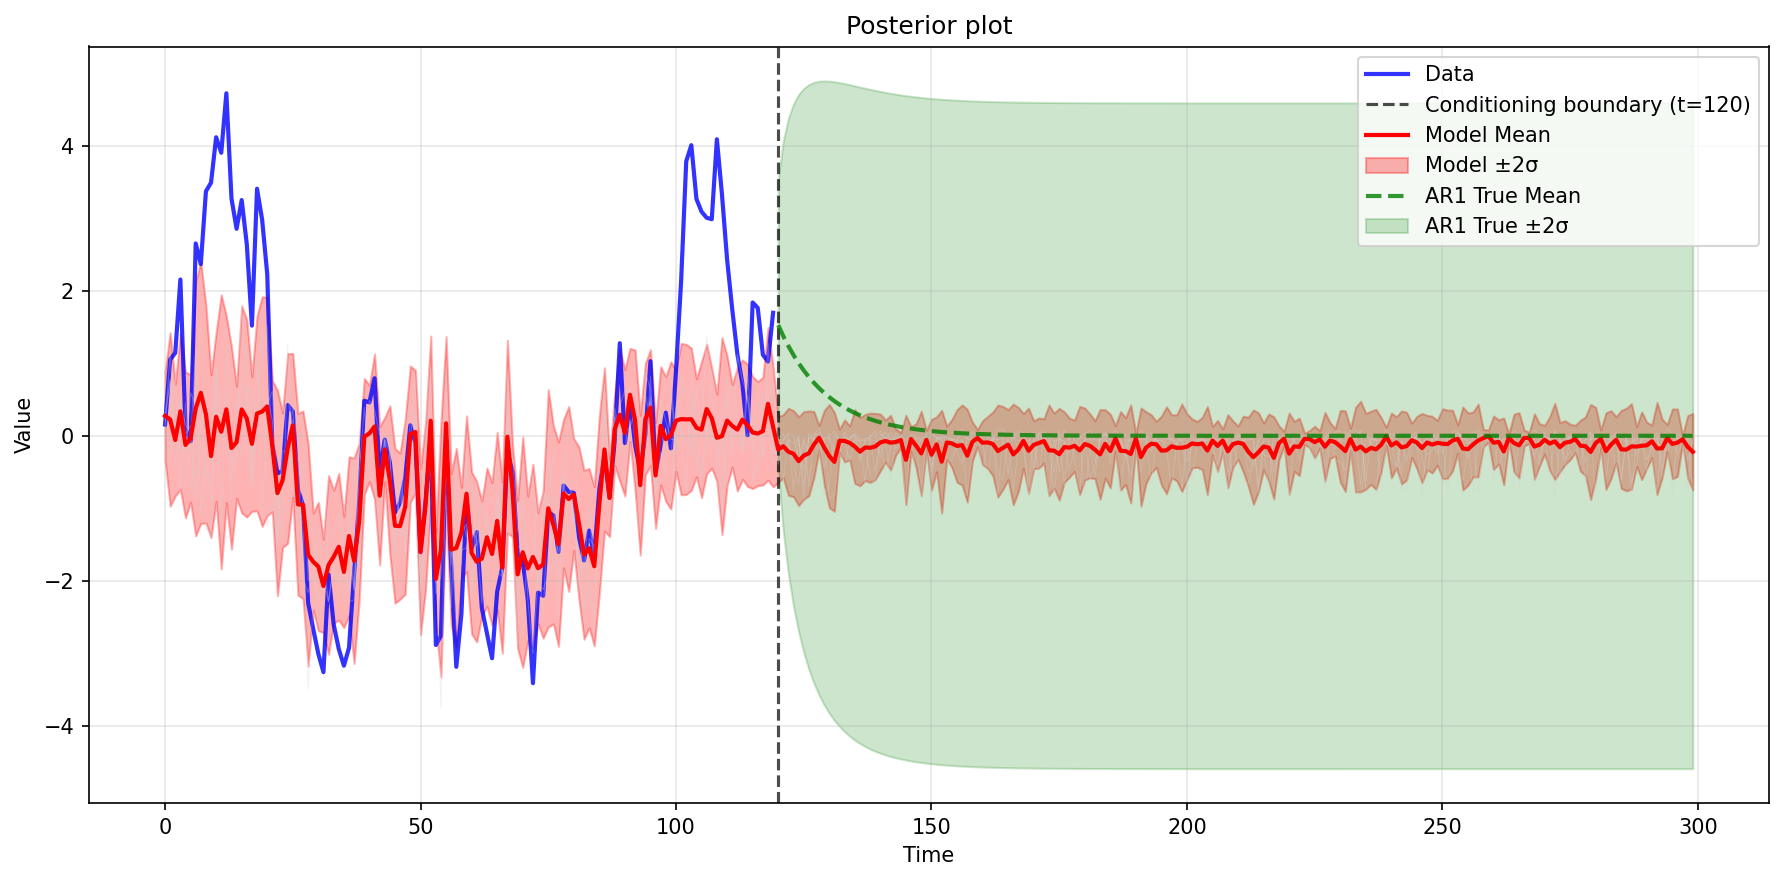 Posterior plot
Value
4
2
0
−2
−4
0 50 100 150 200 250 300
Time
Data
Conditioning boundary (t=120)
Model Mean
Model ±2σ
AR1 True Mean
AR1 True ±2σ